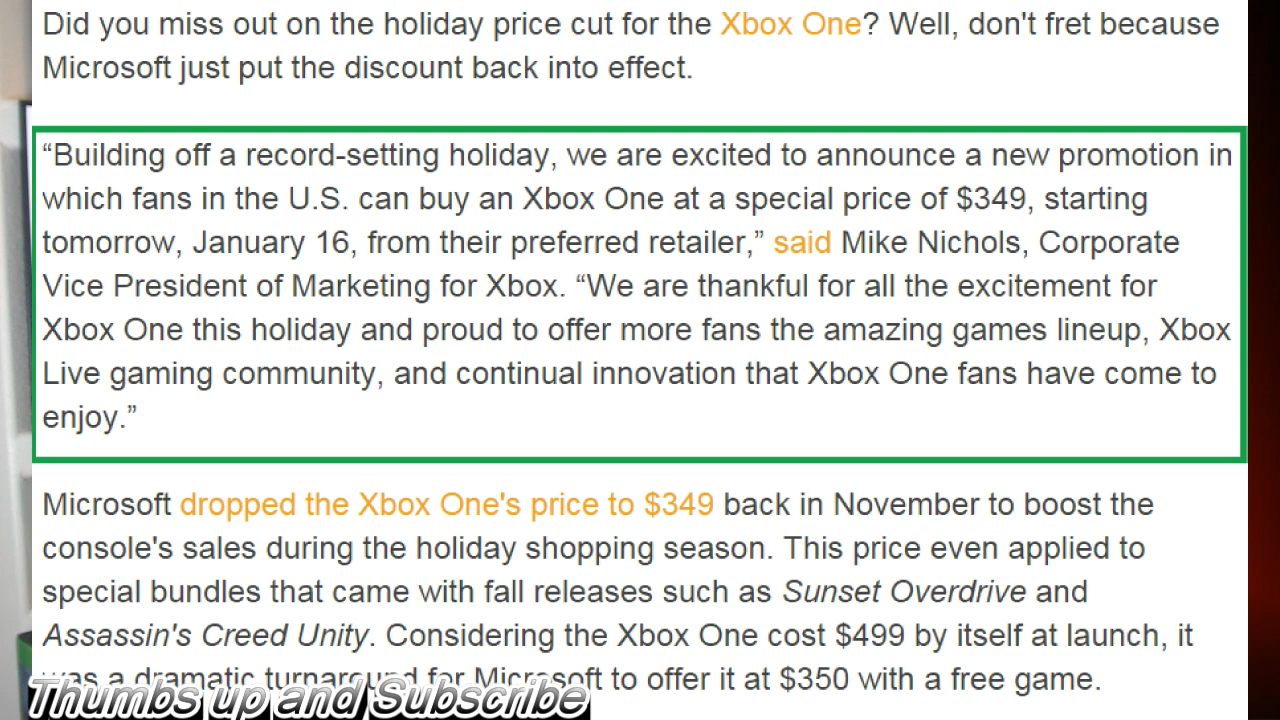 Did you miss out on the holiday price cut for the Xbox One? Well, don't fret because
Microsoft just put the discount back into effect.
“Building off a record-setting holiday, we are excited to announce a new promotion in
which fans in the U.S. can buy an Xbox One at a special price of $349, starting
tomorrow, January 16, from their preferred retailer,” said Mike Nichols, Corporate
Vice President of Marketing for Xbox. “We are thankful for all the excitement for
Xbox One this holiday and proud to offer more fans the amazing games lineup, Xbox
Live gaming community, and continual innovation that Xbox One fans have come to
enjoy.”
Microsoft dropped the Xbox One's price to $349 back in November to boost the
console's sales during the holiday shopping season. This price even applied to
special bundles that came with fall releases such as Sunset Overdrive and
Assassin's Creed Unity. Considering the Xbox One cost $499 by itself at launch, it
was a dramatic turnaround for Microsoft to offer it at $350 with a free game.
Thumbs up and Subscribe